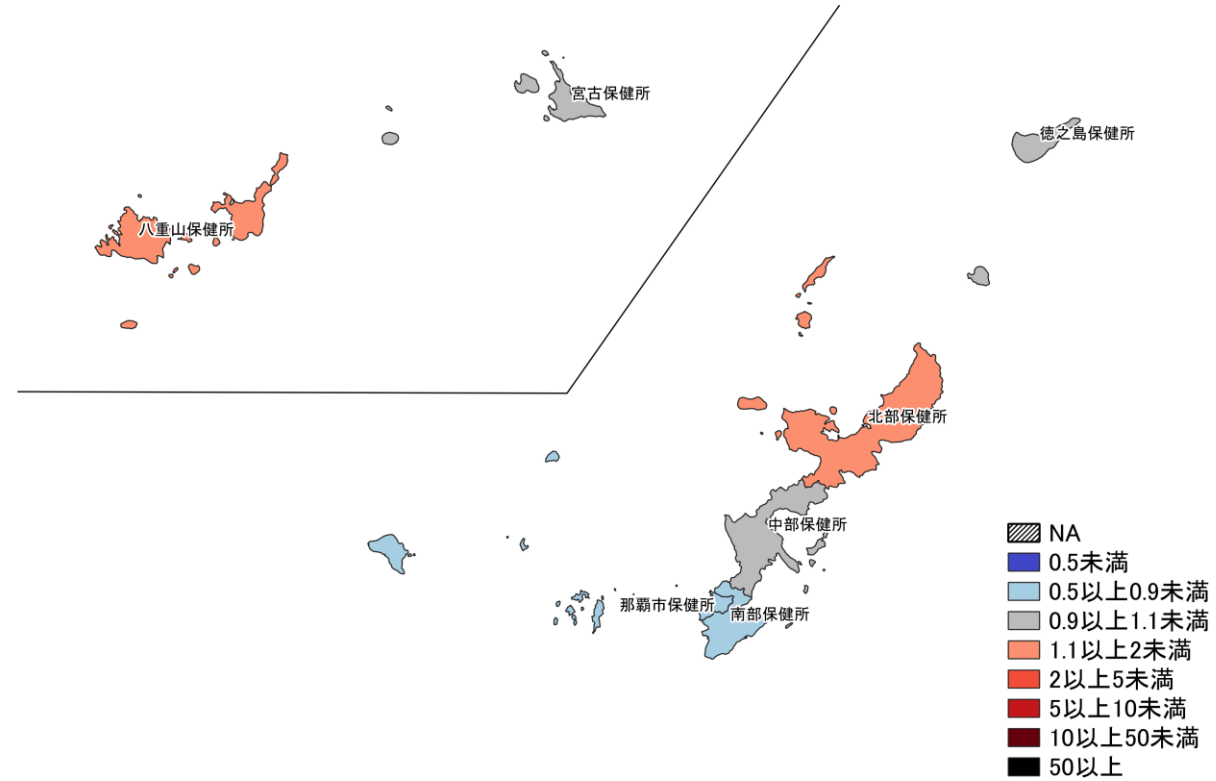 宮古保健所
徳之島保健所
八重山保健所
北部保健所
中部保健所
那覇市保健所
南部保健所
NA
0.5未満
0.5以上0.9未満
0.9以上1.1未満
1.1以上2未満
2以上5未満
5以上10未満
10以上50未満
50以上